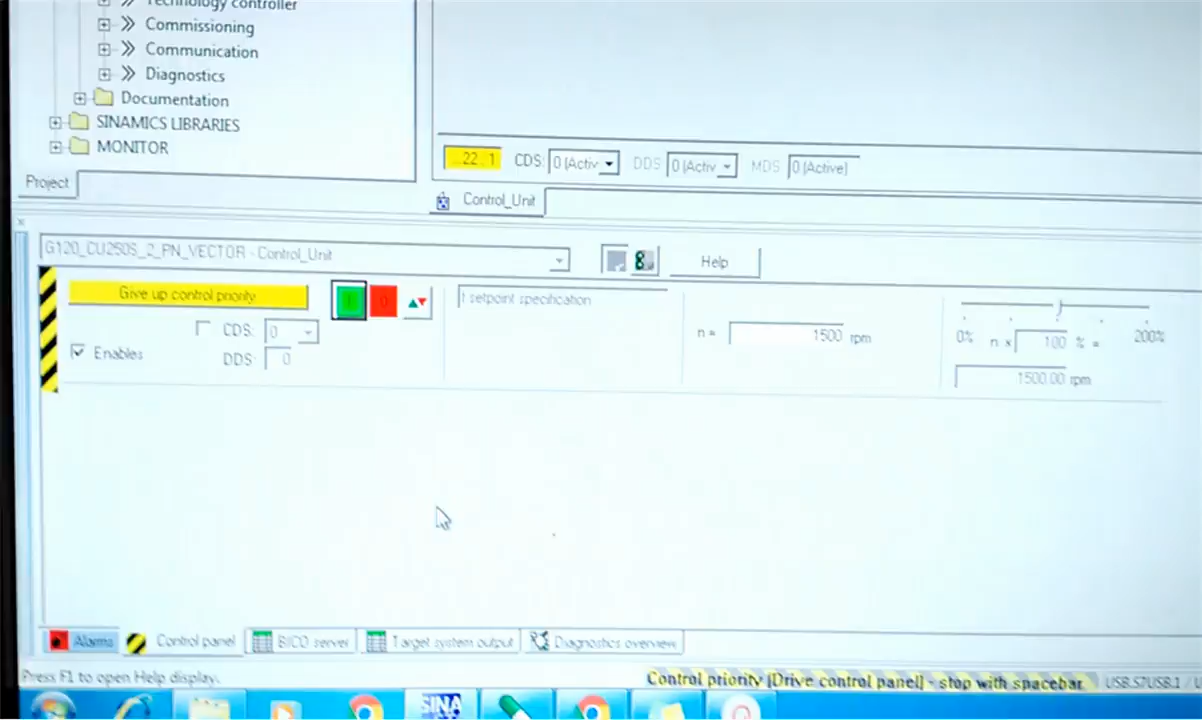 Technology controller
Commissioning
Communication
Diagnostics
Documentation
SINAMICS LIBRARIES
MONITOR
Project
CDS: 0 (Activ DDS 0 (Activ MDS 0 (Active)
Control_Unit
G120_CU250S_2_PN_VECTOR - Control_Unit
Help
Give up control priority
CDS: 0
Enables
DDS: 0
setpoint specification
n = 1500 rpm
0% n x 100 % = 200%
1500.00 rpm
Alarms Control panel BICO server Target system output Diagnostics overview
Press F1 to open Help display.
Control priority [Drive control panel] - stop with spacebar
USB.S7USB.1 / U
SINA